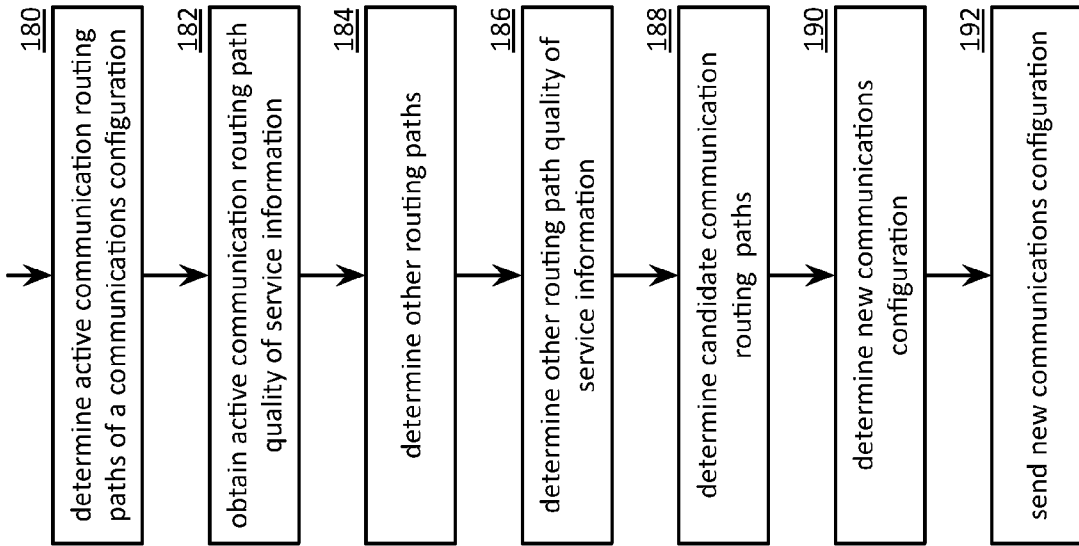 180
determine active communication routing
paths of a communications configuration
182
obtain active communication routing path
quality of service information
184
determine other routing paths
186
determine other routing path quality of
service information
188
determine candidate communication
routing paths
190
determine new communications
configuration
192
send new communications configuration